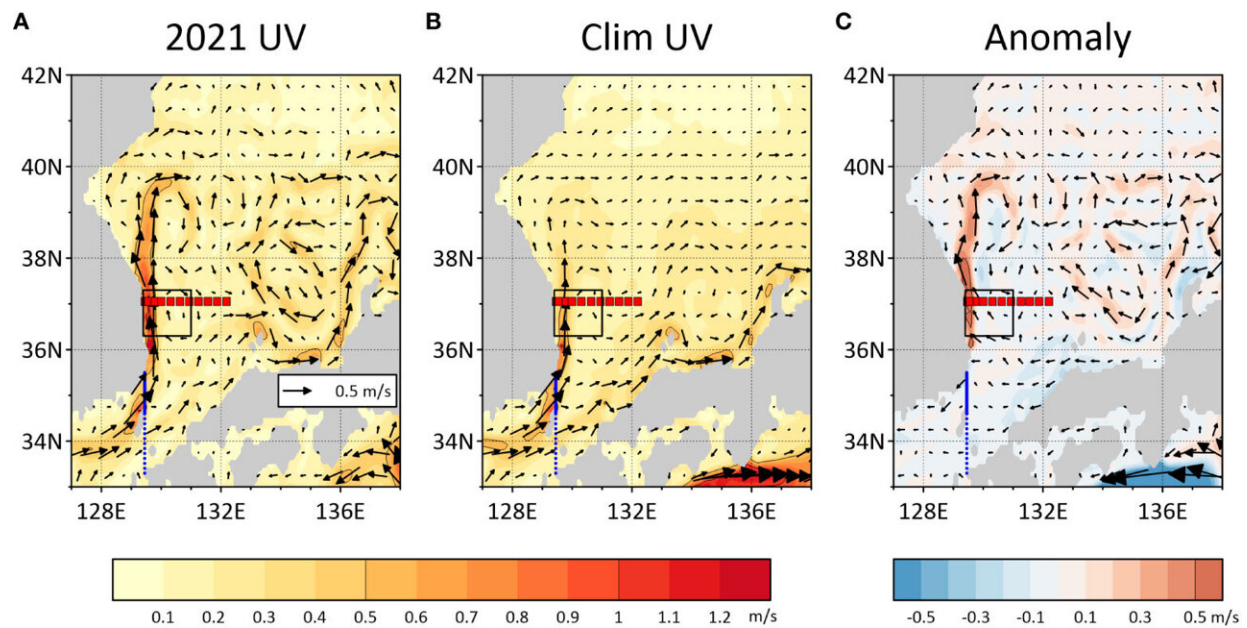 A
2021 UV
B
Clim UV
C
Anomaly
42N
40N
38N
36N
34N
128E
132E
136E
0.5 m/s
42N
40N
38N
36N
34N
128E
132E
136E
42N
40N
38N
36N
34N
128E
132E
136E
0.1 0.2 0.3 0.4 0.5 0.6 0.7 0.8 0.9 1 1.1 1.2 m/s
-0.5 -0.3 -0.1 0.1 0.3 0.5 m/s